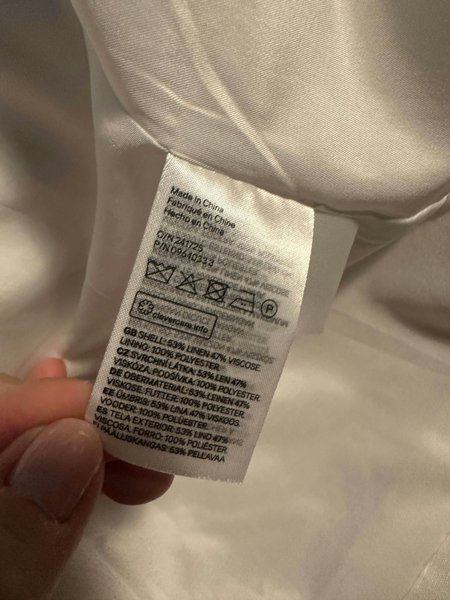 Made in China
Fabriqué en Chine
Hecho en China
O/N 241725
P/N
P
clevercare.info
GB SHELL: 53% LINEN 47% VISCOSE.
LINING: 100% POLYESTER.
CZ SVRCHNÍ LÁTKA: 53% LEN 47%
VISKÓZA. PODŠÍVKA: 100% POLYESTER.
DE OBERMATERIAL: 53% LEINEN 47%
VISKOSE. FUTTER: 100% POLYESTER.
EE ÜMBRIS: 53% LINA 47% VISKOOS.
VOODER: 100% POLÜESTER.
ES TELA EXTERIOR: 53% LINO 47%
VISCOSA. FORRO: 100% POLIÉSTER.
FI PÄÄLLISKANGAS: 53% PELLAVAA